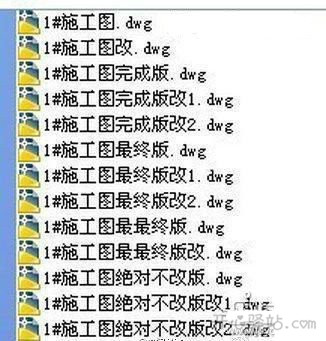 1#施工图.dwg
1#施工图改.dwg
1#施工图完成版.dwg
1#施工图完成版改1.dwg
1#施工图完成版改2.dwg
1#施工图最终版.dwg
1#施工图最终版改1.dwg
1#施工图最终版改2.dwg
1#施工图最最终版.dwg
1#施工图最最终版改.dwg
1#施工图绝对不改版.dwg
1#施工图绝对不改版改1.dwg
1#施工图绝对不改版改2.dwg